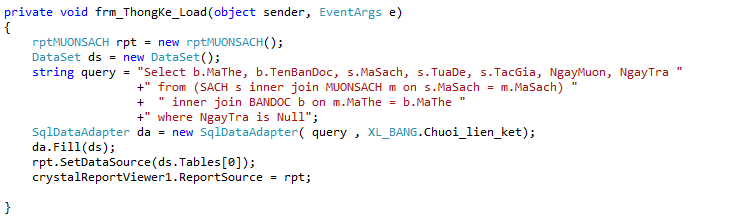 private void frm_ThongKe_Load(object sender, EventArgs e)
{
rptMUONSACH rpt = new rptMUONSACH();
DataSet ds = new DataSet();
string query = "Select b.MaThe, b.TenBanDoc, s.MaSach, s.TuaDe, s.TacGia, NgayMuon, NgayTra "
+" from (SACH s inner join MUONSACH m on s.MaSach = m.MaSach) "
+ " inner join BANDOC b on m.MaThe = b.MaThe "
+" where NgayTra is Null";
SqlDataAdapter da = new SqlDataAdapter( query , XL_BANG.Chuoi_lien_ket);
da.Fill(ds);
rpt.SetDataSource(ds.Tables[0]);
crystalReportViewer1.ReportSource = rpt;
}